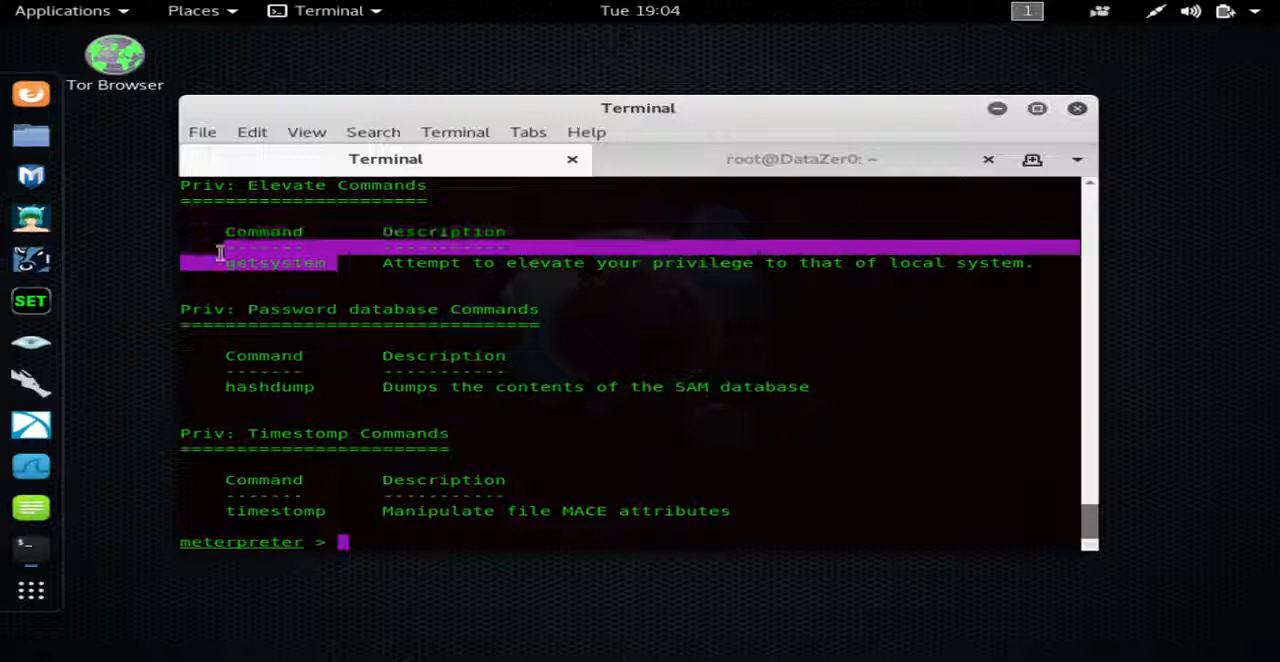 Applications Places Terminal Tue 19:04 1
Tor Browser
Terminal
File Edit View Search Terminal Tabs Help
Terminal root@DataZer0: ~
SET
Priv: Elevate Commands
======================
Command Description
------- -----------
getsystem Attempt to elevate your privilege to that of local system.
Priv: Password database Commands
================================
Command Description
------- -----------
hashdump Dumps the contents of the SAM database
Priv: Timestomp Commands
========================
Command Description
------- -----------
timestomp Manipulate file MACE attributes
meterpreter >